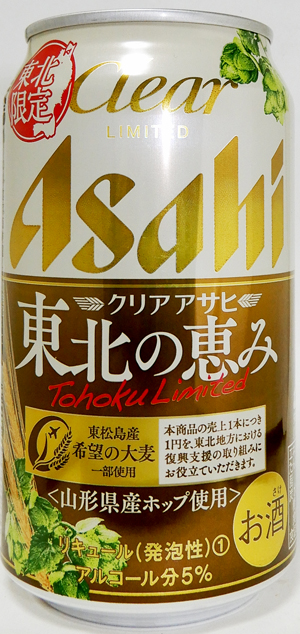 東北
限定
clear
LIMITED
Asahi
クリア アサヒ
東北の恵み
Tohoku Limited
東松島産
希望の大麦
一部使用
本商品の売上1本につき
1円を、東北地方における
復興支援の取り組みに
お役立ていただきます。
<山形県産ホップ使用>
さけ
お酒
リキュール(発泡性)①
アルコール分5%